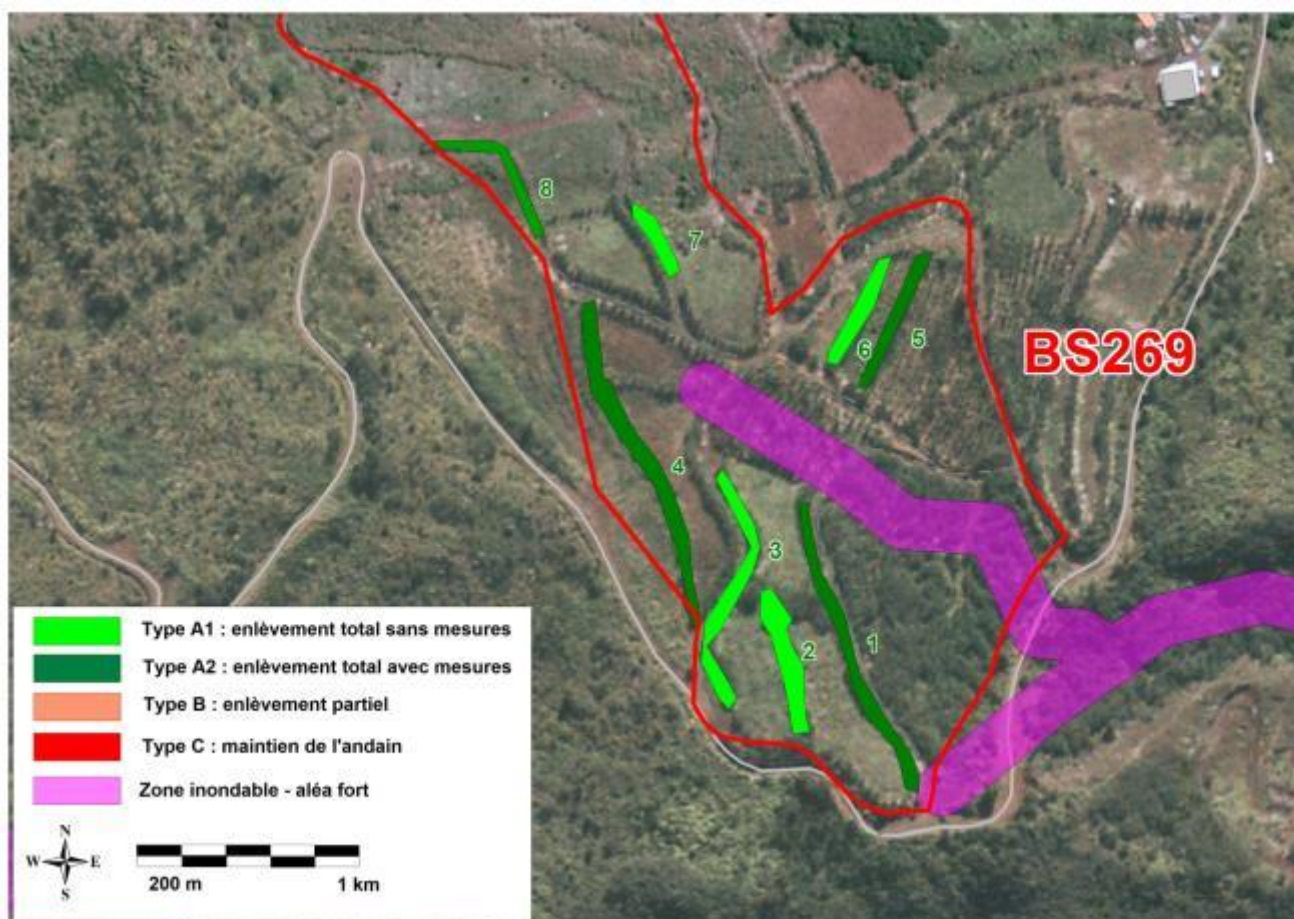 8
7
6
5
BS269
4
3
2
1
Type A1 : enlèvement total sans mesures
Type A2 : enlèvement total avec mesures
Type B : enlèvement partiel
Type C : maintien de l'andain
Zone inondable - aléa fort
N
W E
S
200 m 1 km